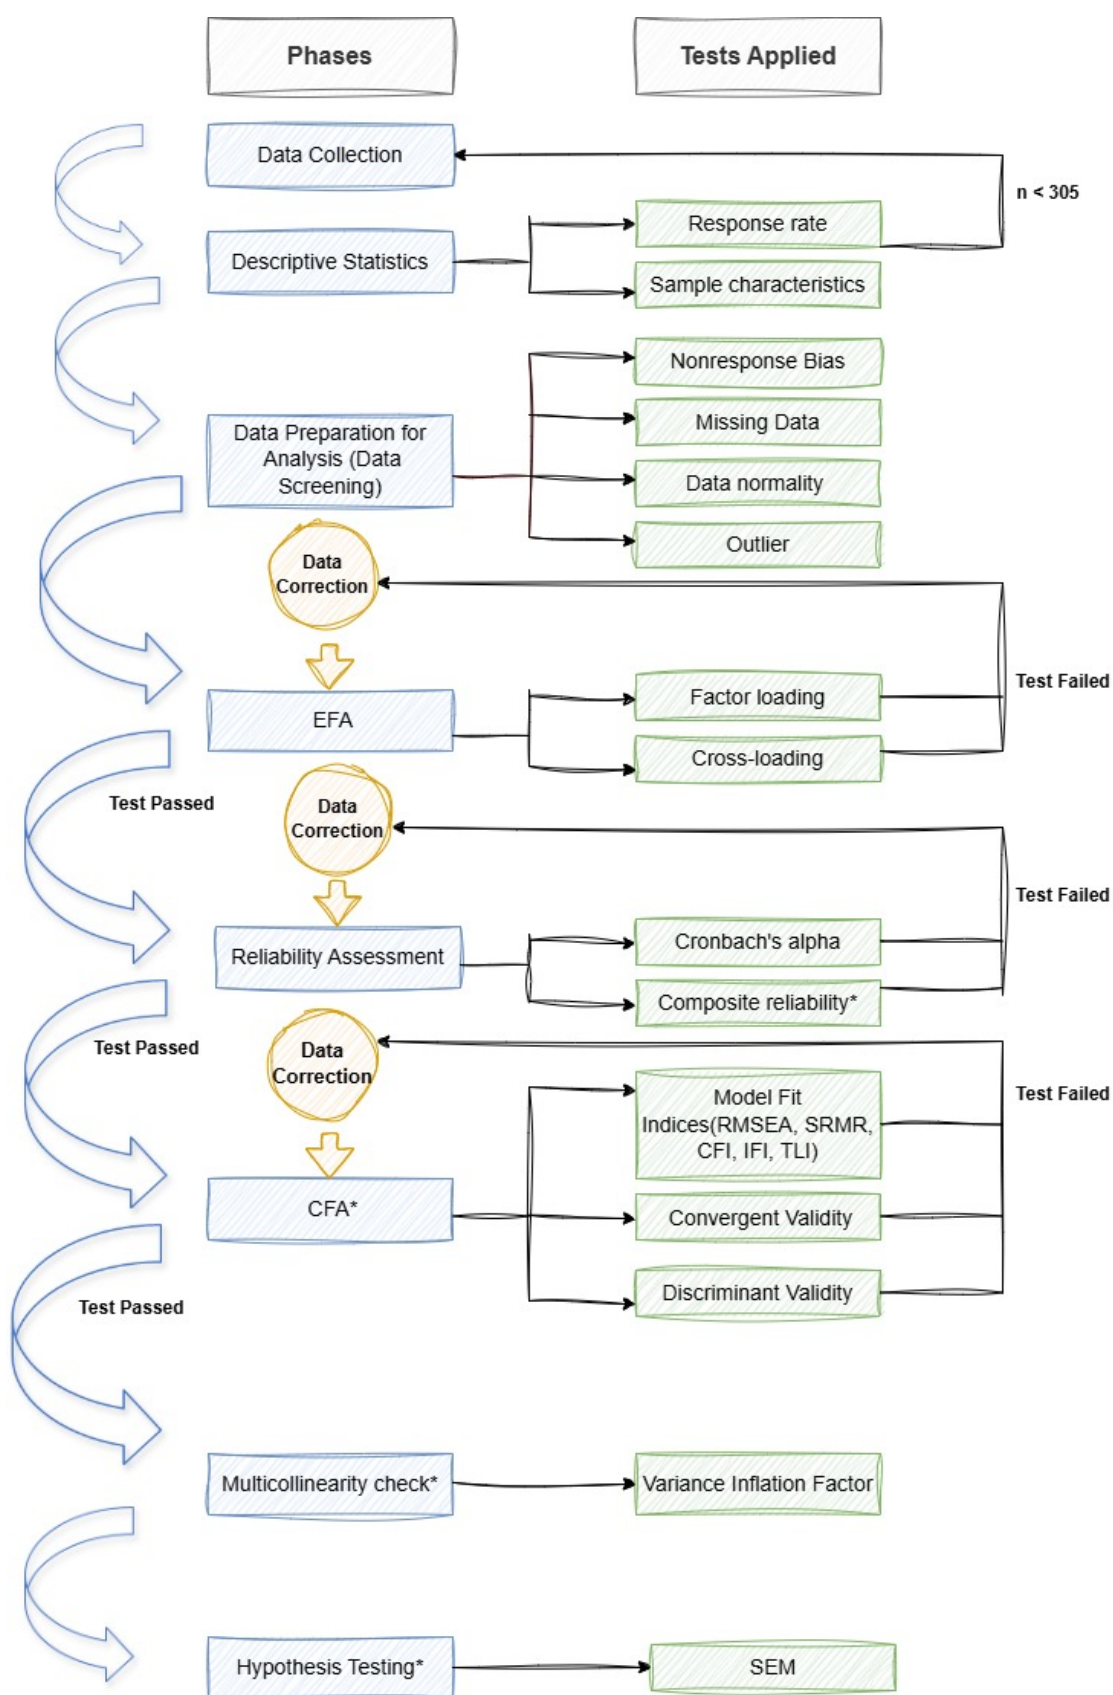 Phases
Tests Applied
Data Collection
n < 305
Response rate
Descriptive Statistics
Sample characteristics
Nonresponse Bias
Missing Data
Data Preparation for
Analysis (Data
Screening)
Data normality
Outlier
Data
Correction
Test Failed
Factor loading
EFA
Cross-loading
Test Passed
Data
Correction
Test Failed
Cronbach's alpha
Reliability Assessment
Composite reliability*
Test Passed
Data
Correction
Test Failed
Model Fit
Indices(RMSEA, SRMR,
CFI, IFI, TLI)
CFA*
Convergent Validity
Discriminant Validity
Test Passed
Multicollinearity check*
Variance Inflation Factor
Hypothesis Testing*
SEM